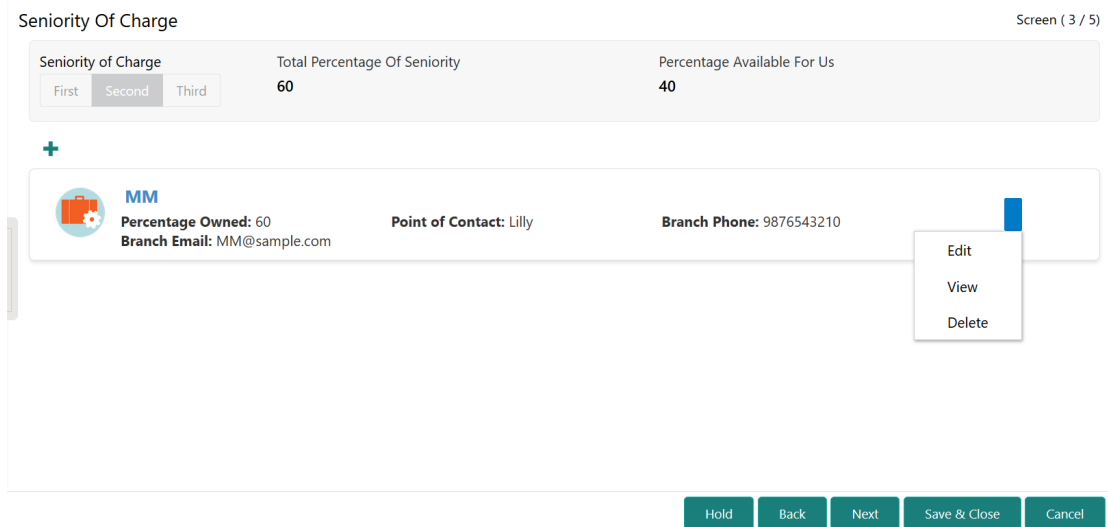 Seniority Of Charge
Screen ( 3 / 5)
Seniority of Charge
Total Percentage Of Seniority
Percentage Available For Us
First Second Third
60
40
MM
Percentage Owned: 60
Point of Contact: Lilly
Branch Phone: 9876543210
Branch Email: MM@sample.com
Edit
View
Delete
Hold
Back
Next
Save & Close
Cancel